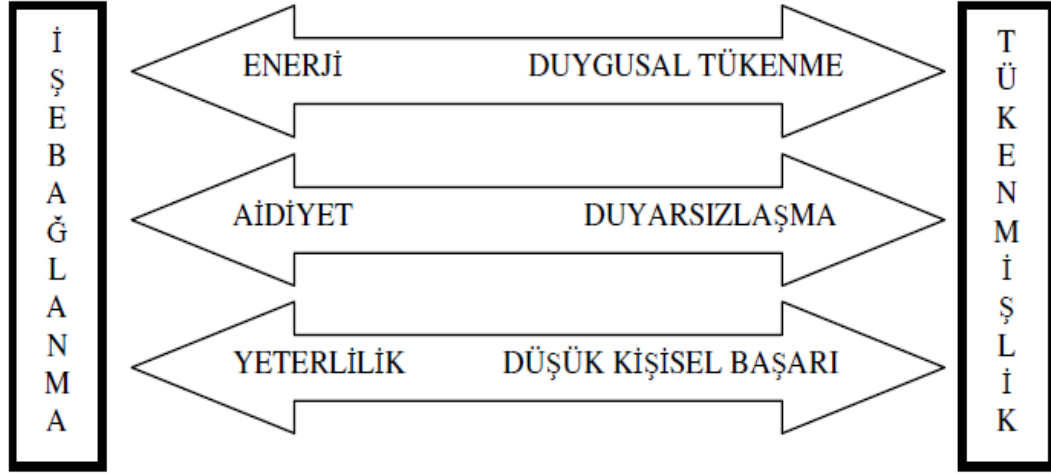 İŞEBAĞLANMA
ENERJİ DUYGUSAL TÜKENME
AİDİYET DUYARSIZLAŞMA
YETERLİLİK DÜŞÜK KİŞİSEL BAŞARI
TÜKENMİŞLİK